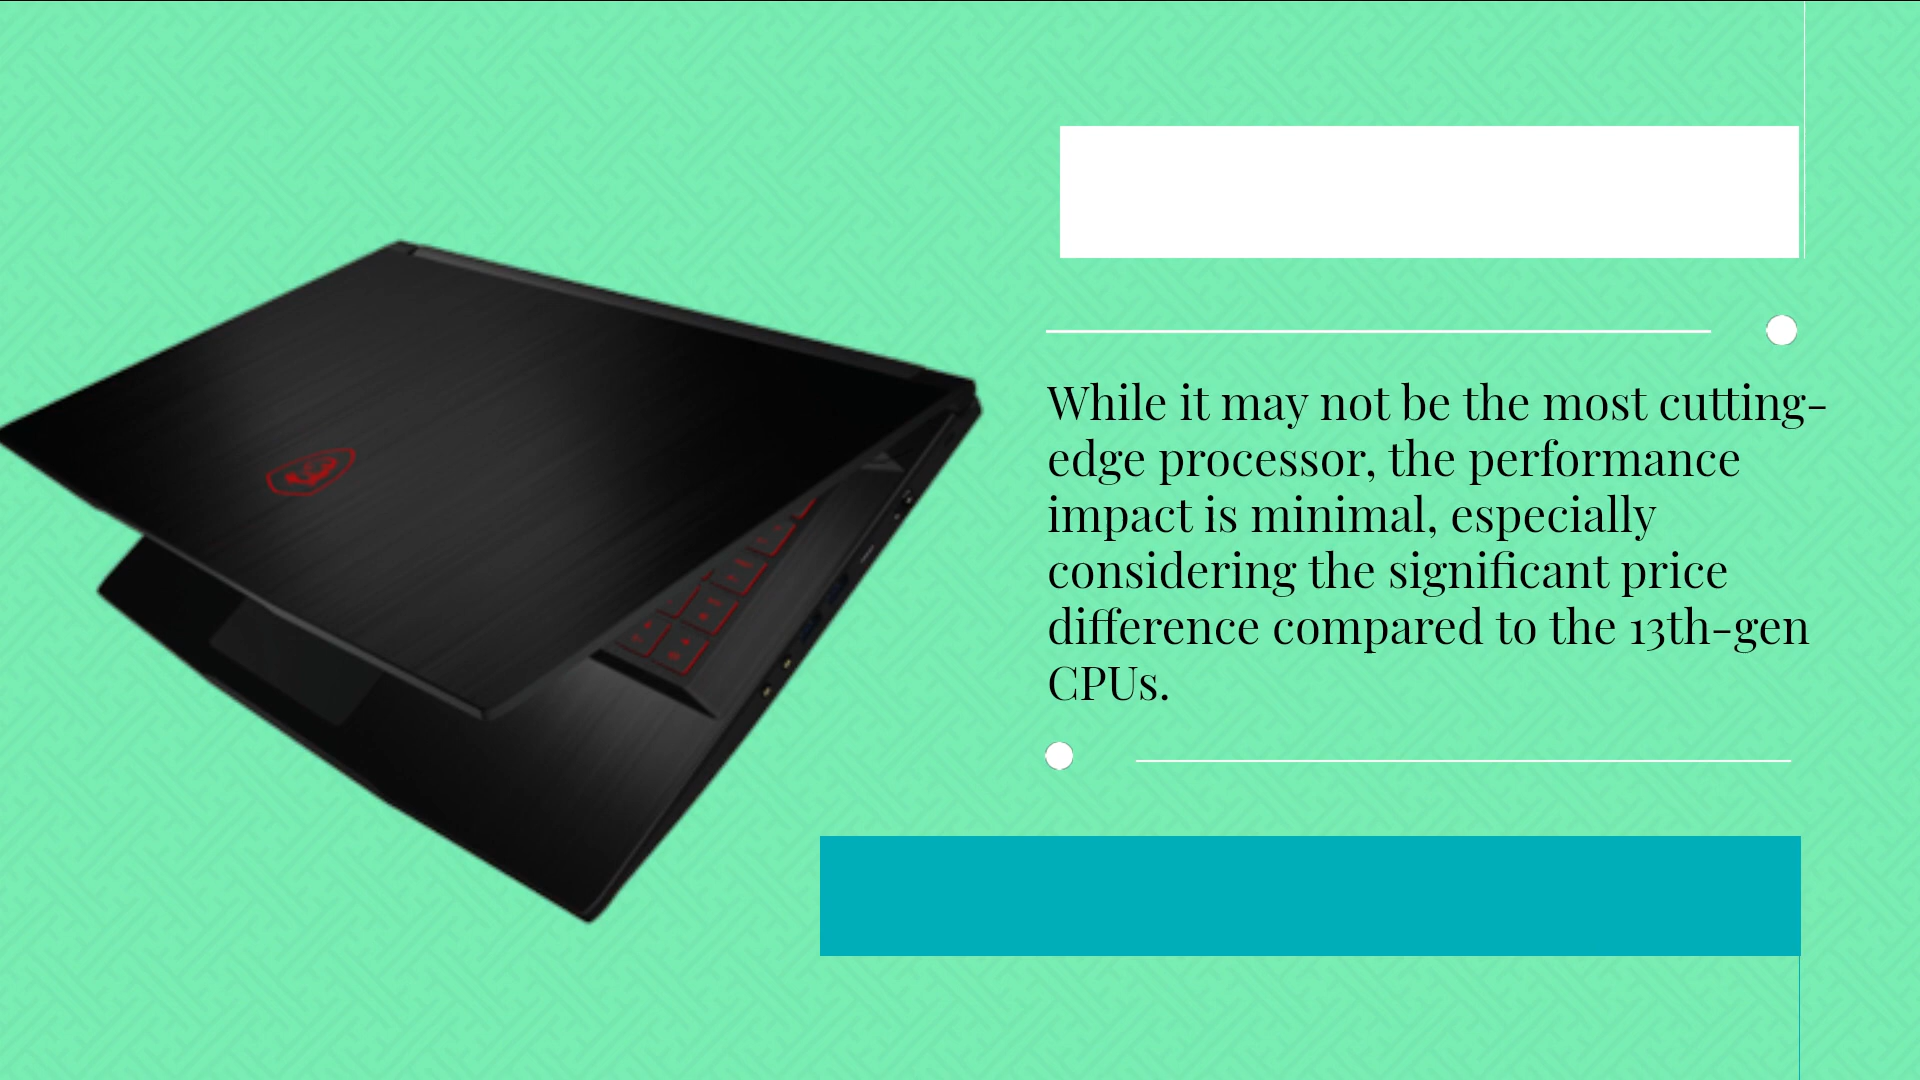 While it may not be the most cutting-
edge processor, the performance
impact is minimal, especially
considering the significant price
difference compared to the 13th-gen
CPUs.